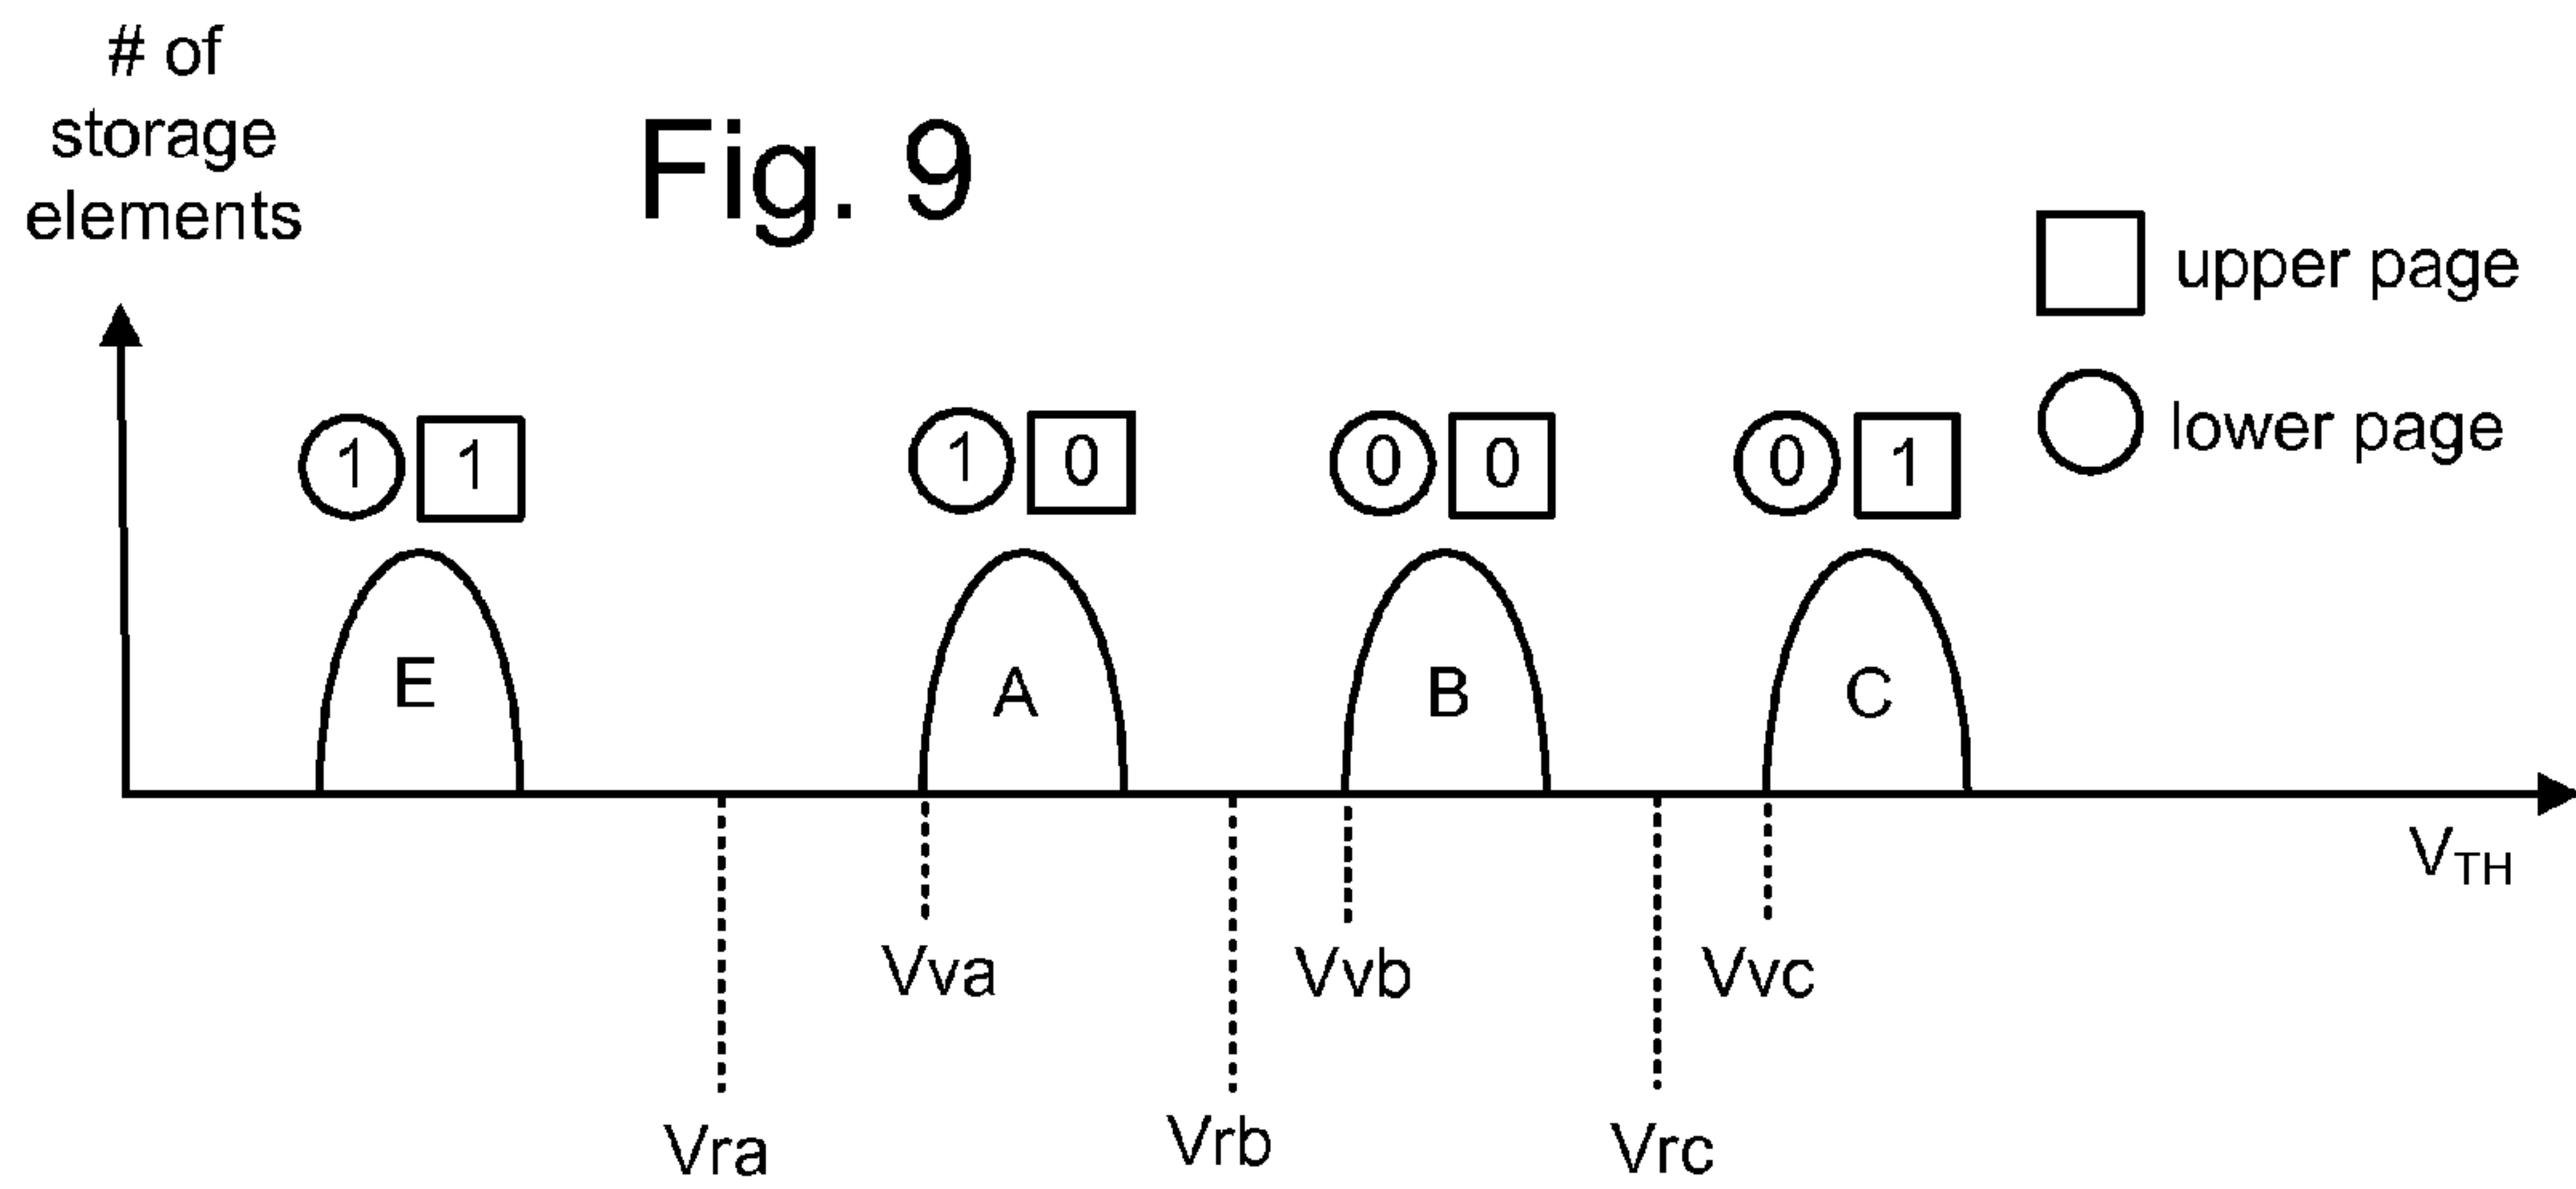 # of
storage
elements
Fig. 9
upper page
lower page
1 1 1 0 0 0 0 1
E A B C
VTH
Vva Vvb Vvc
Vra Vrb Vrc